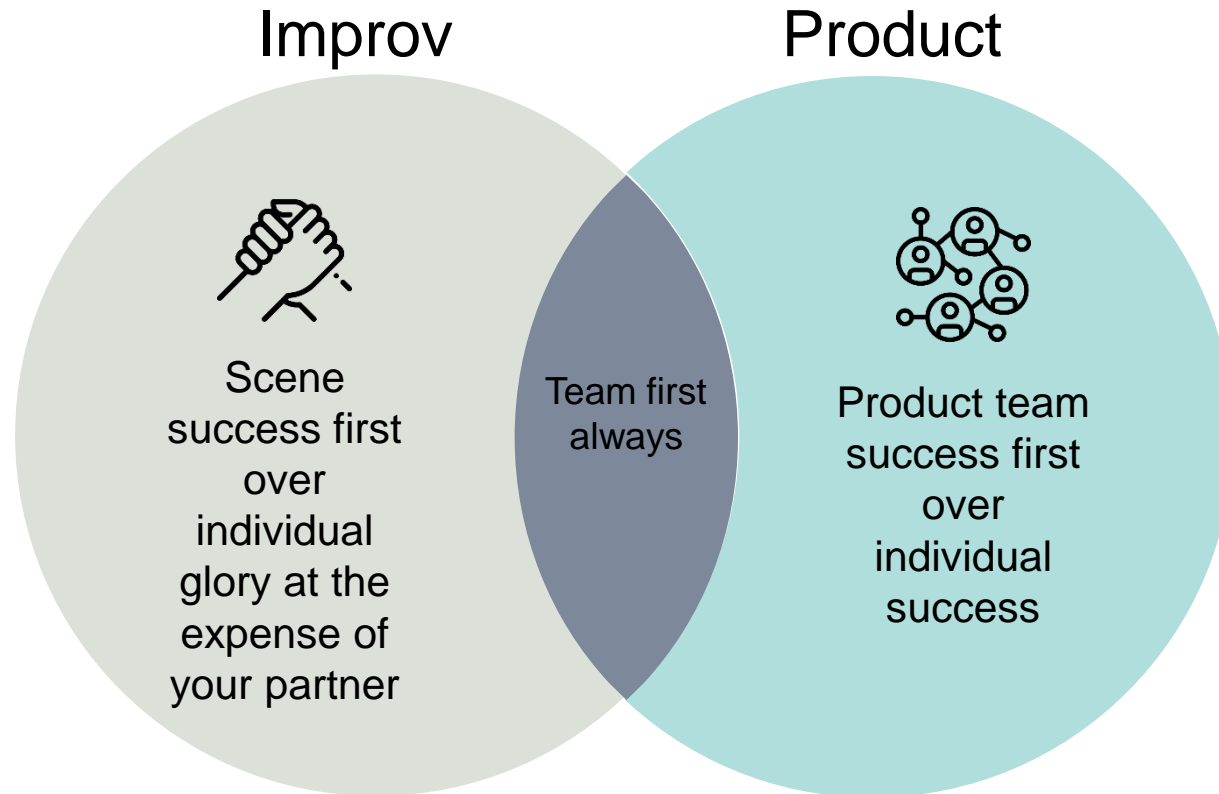 Improv
Product
Scene
success first
over
individual
glory at the
expense of
your partner
Team first
always
Product team
success first
over
individual
success